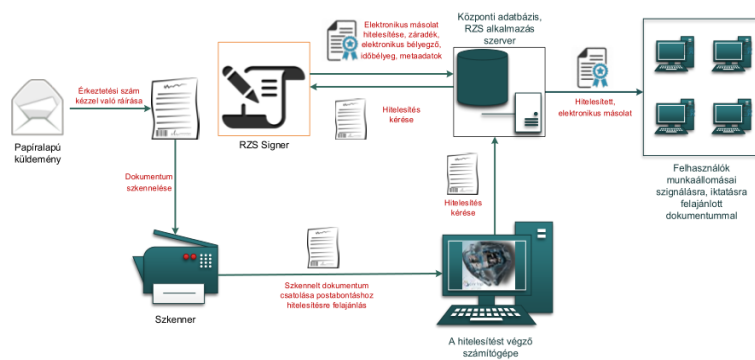 Elektronikus másolat
hitelesítése, záradék,
elektronikus bélyegző,
időbélyeg, metaadatok
Központi adatbázis,
RZS alkalmazás
szerver
Érkeztetési szám
kézzel való ráírása
Hitelesítés
kérése
Hitelesített,
elektronikus másolat
Papíralapú
küldemény
RZS Signer
Felhasználók
munkaállomásai
szignálásra, iktatásra
felajánlott
dokumentummal
Dokumentum
szkennelése
Hitelesítés
kérése
Szkennelt dokumentum
csatolása postabontáshoz
hitelesítésre felajánlás
Szkenner
A hitelesítést végző
számítógépe